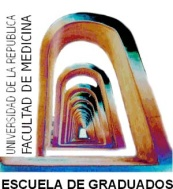 UNIVERSIDAD DE LA REPÚBLICA
FACULTAD DE MEDICINA
ESCUELA DE GRADUADOS